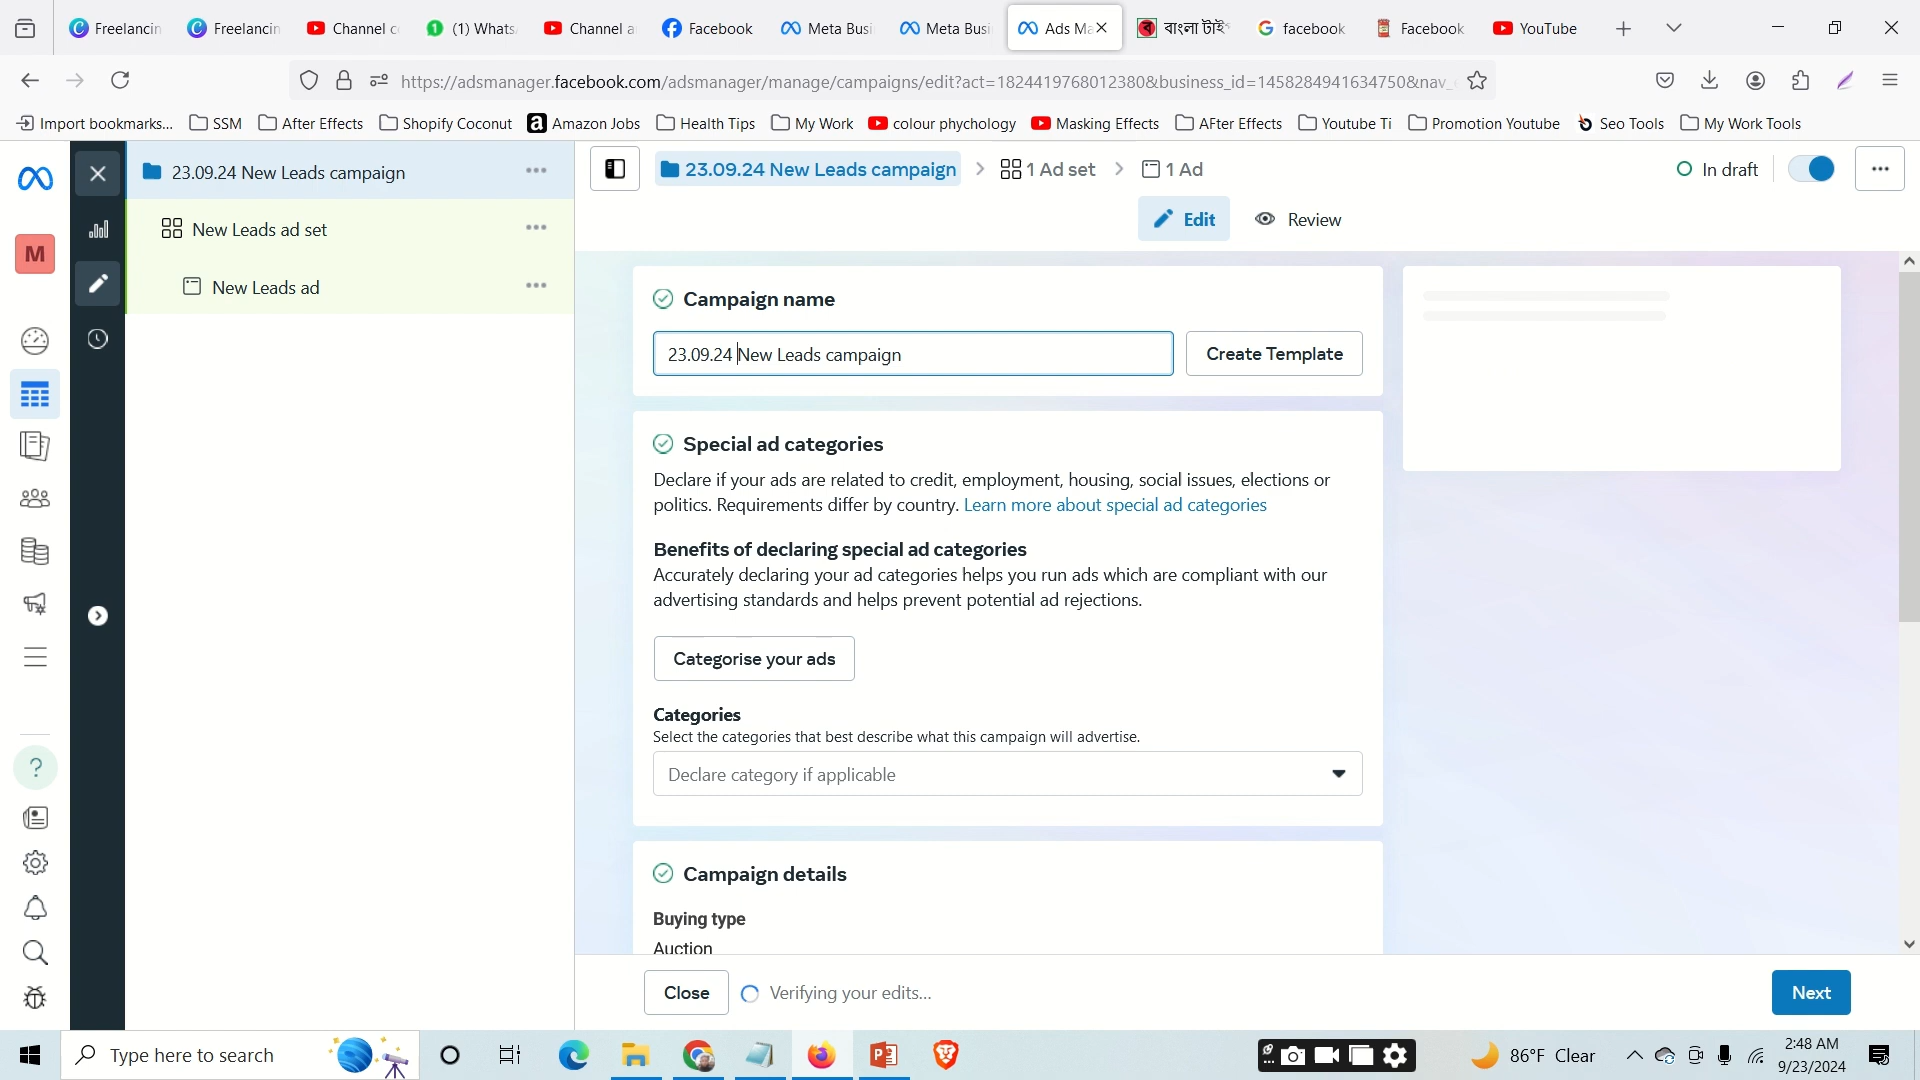 Freelancin
Freelancin
Channel c
(1) Whats
Channel a
Facebook
Meta Busi
Meta Busi
Ads Ma
বাংলা টাই
facebook
Facebook
YouTube
https://adsmanager.facebook.com/adsmanager/manage/campaigns/edit?act=1824419768012380&business_id=1458284941634750&nav_
Import bookmarks...
SSM
After Effects
Shopify Coconut
Amazon Jobs
Health Tips
My Work
colour phychology
Masking Effects
AFter Effects
Youtube Ti
Promotion Youtube
Seo Tools
My Work Tools
23.09.24 New Leads campaign
New Leads ad set
New Leads ad
M
23.09.24 New Leads campaign
1 Ad set
1 Ad
In draft
Edit
Review
Campaign name
23.09.24 New Leads campaign
Create Template
Special ad categories
Declare if your ads are related to credit, employment, housing, social issues, elections or
politics. Requirements differ by country. Learn more about special ad categories
Benefits of declaring special ad categories
Accurately declaring your ad categories helps you run ads which are compliant with our
advertising standards and helps prevent potential ad rejections.
Categorise your ads
Categories
Select the categories that best describe what this campaign will advertise.
Declare category if applicable
Campaign details
Buying type
Auction
Close
Verifying your edits...
Next
Type here to search
86°F Clear
2:48 AM
9/23/2024